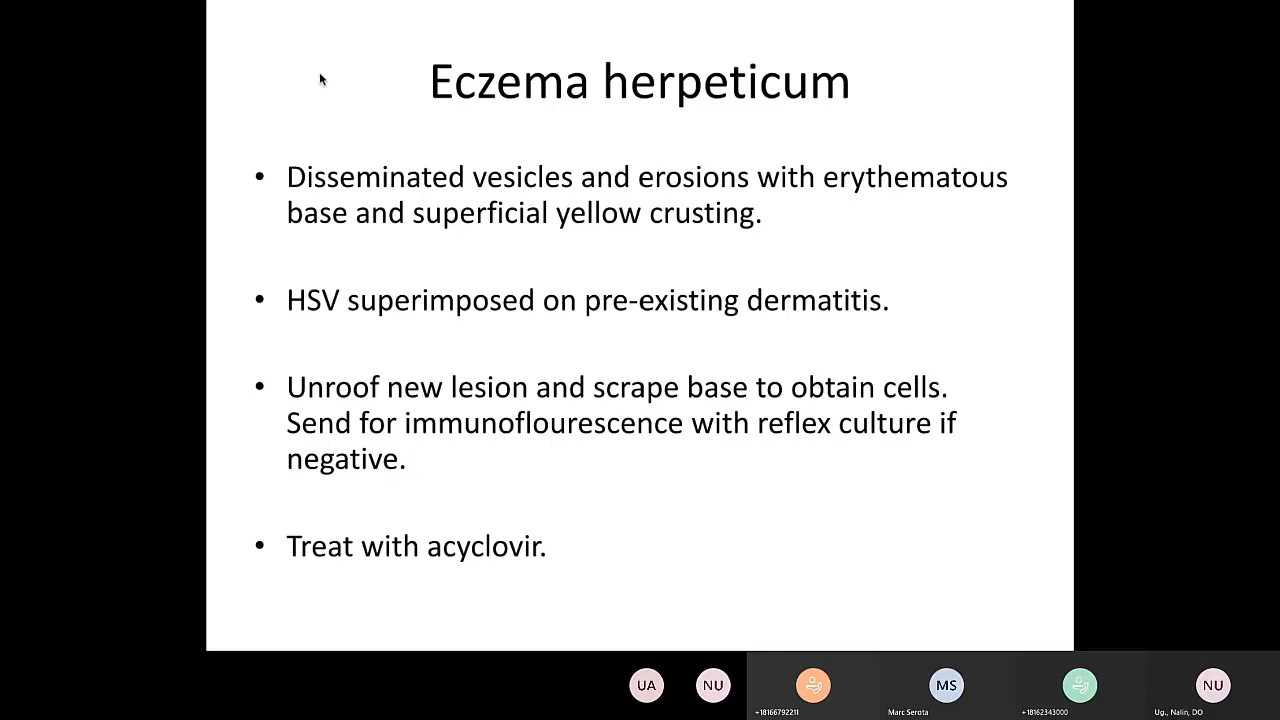 Eczema herpeticum
• Disseminated vesicles and erosions with erythematous
base and superficial yellow crusting.
• HSV superimposed on pre-existing dermatitis.
• Unroof new lesion and scrape base to obtain cells.
Send for immunoflourescence with reflex culture if
negative.
• Treat with acyclovir.
UA NU MS NU
+18166792211 Marc Serota +18162343000 Ug., Nalin, DO